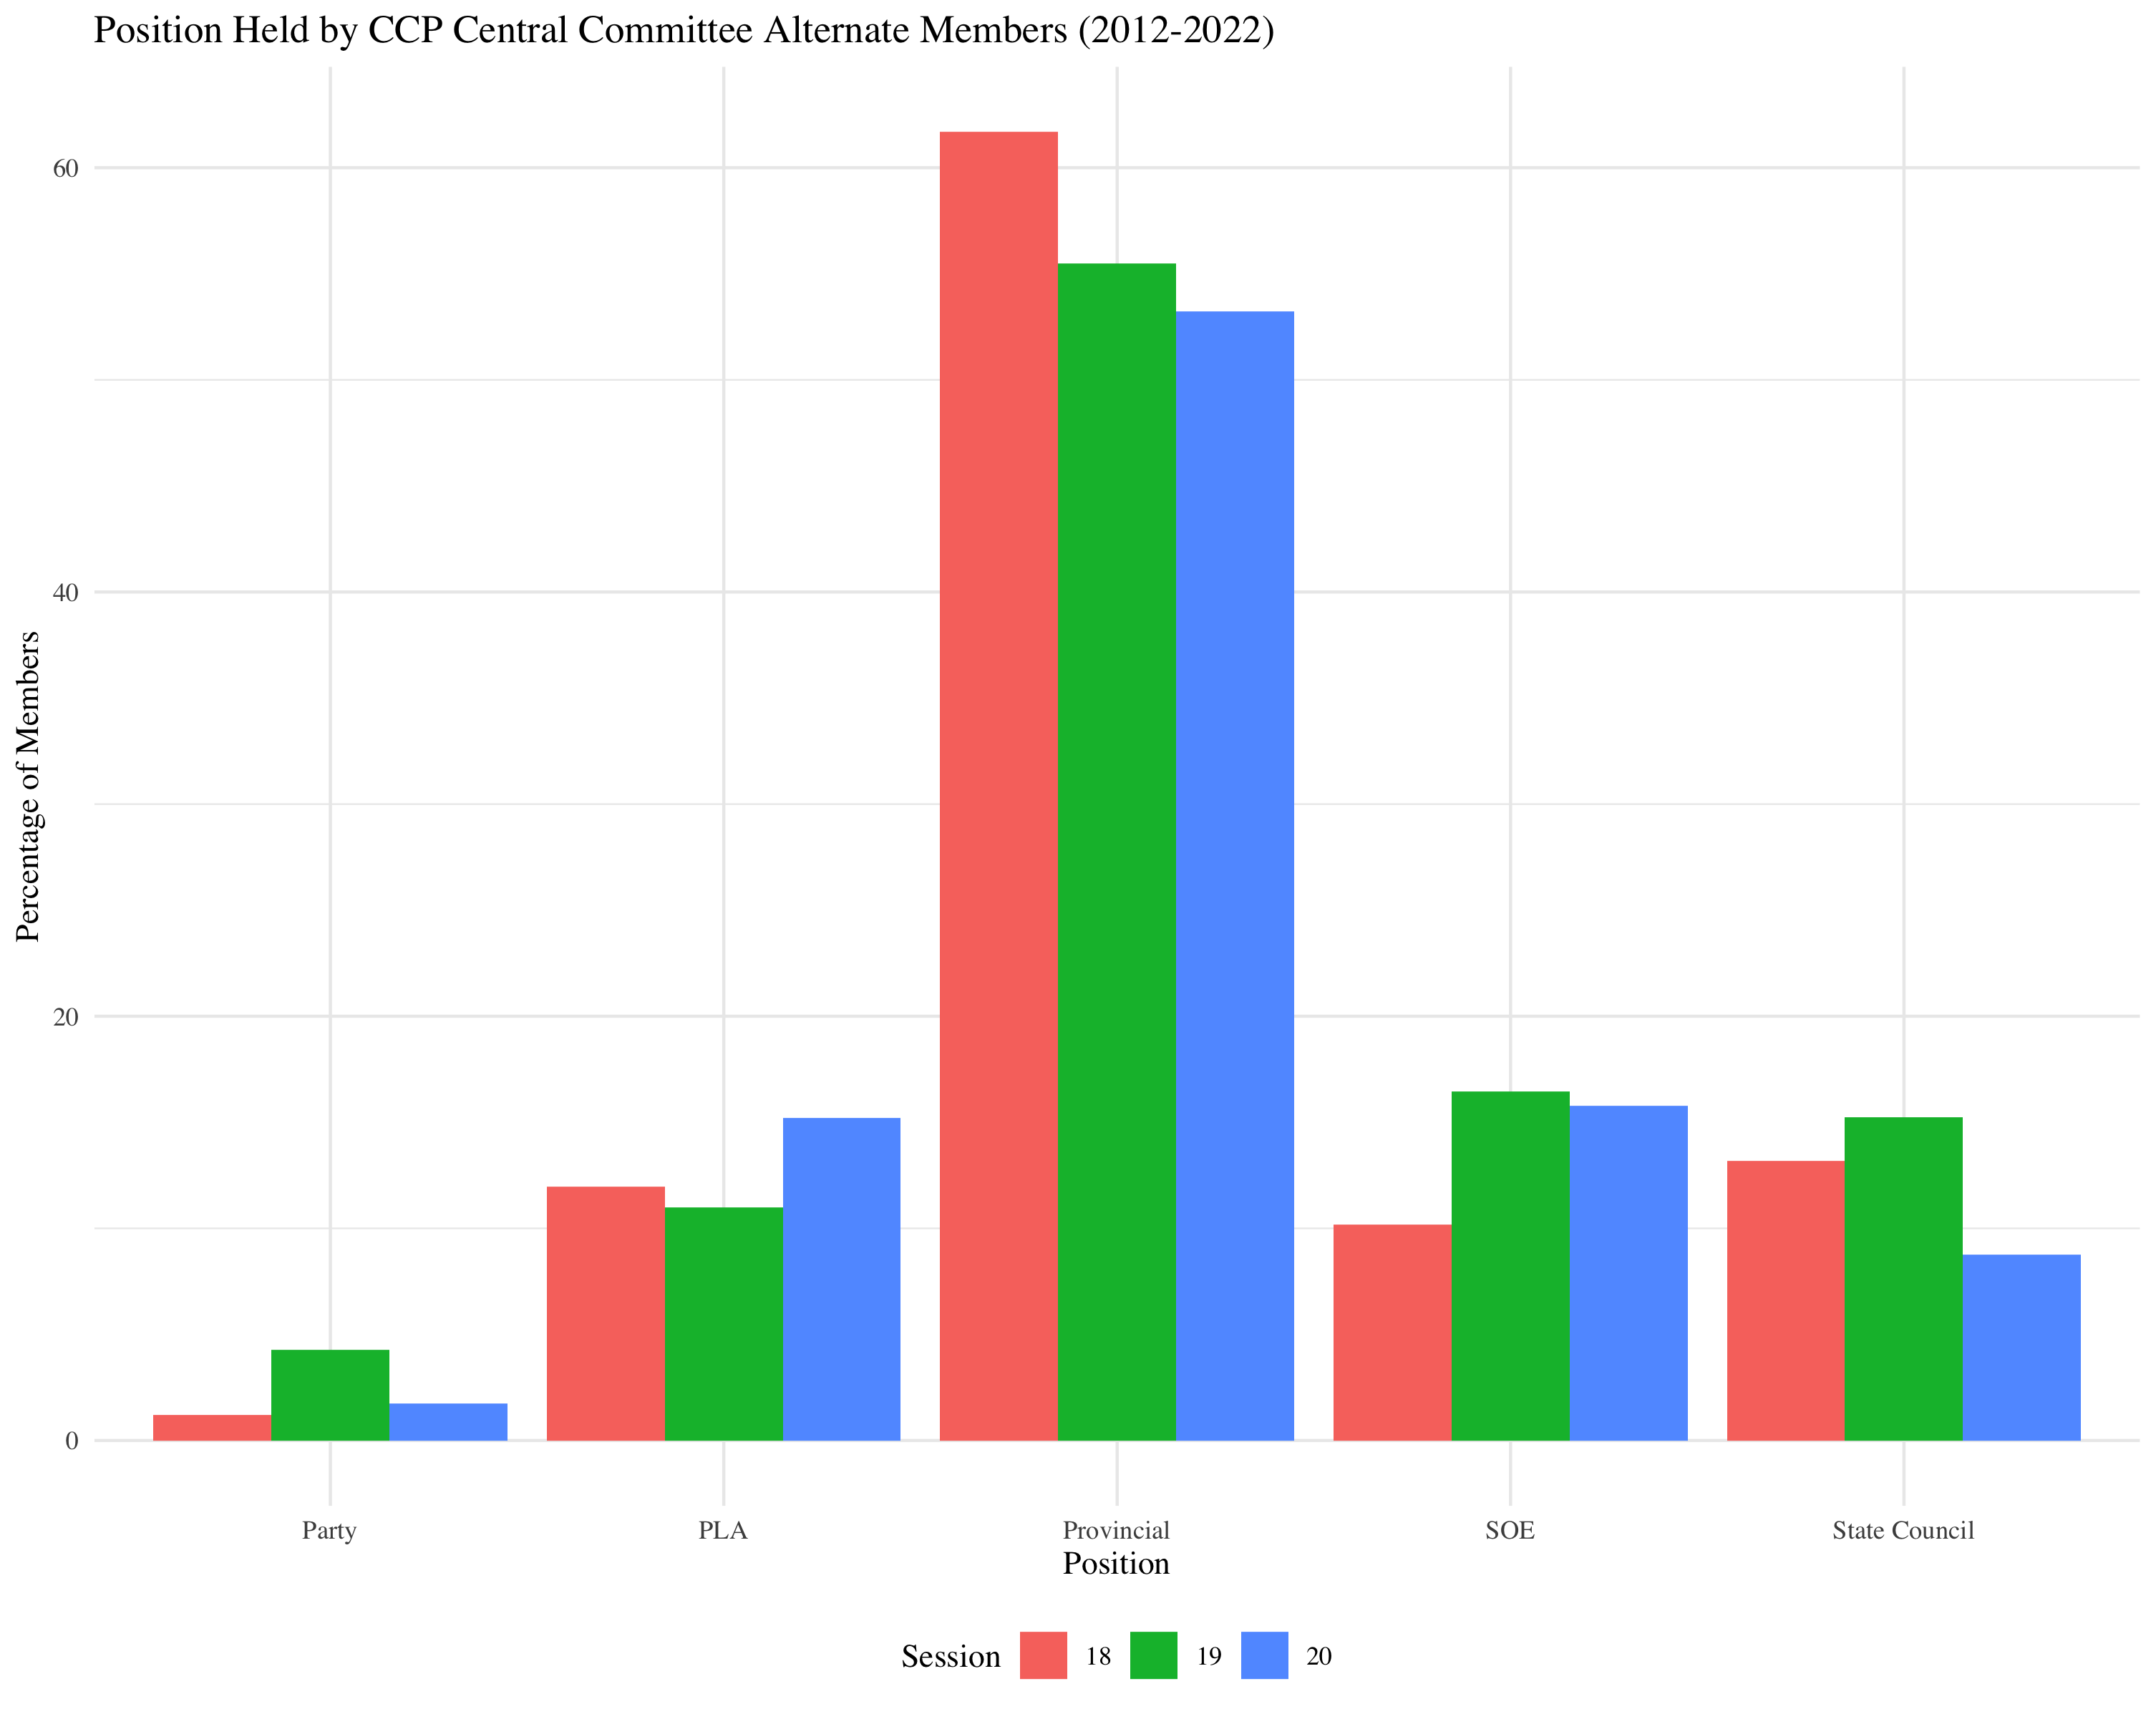 Position Held by CCP Central Committee Alternate Members (2012-2022)
Percentage of Members
60
40
20
0
Party PLA Provincial SOE State Council
Position
Session 18 19 20